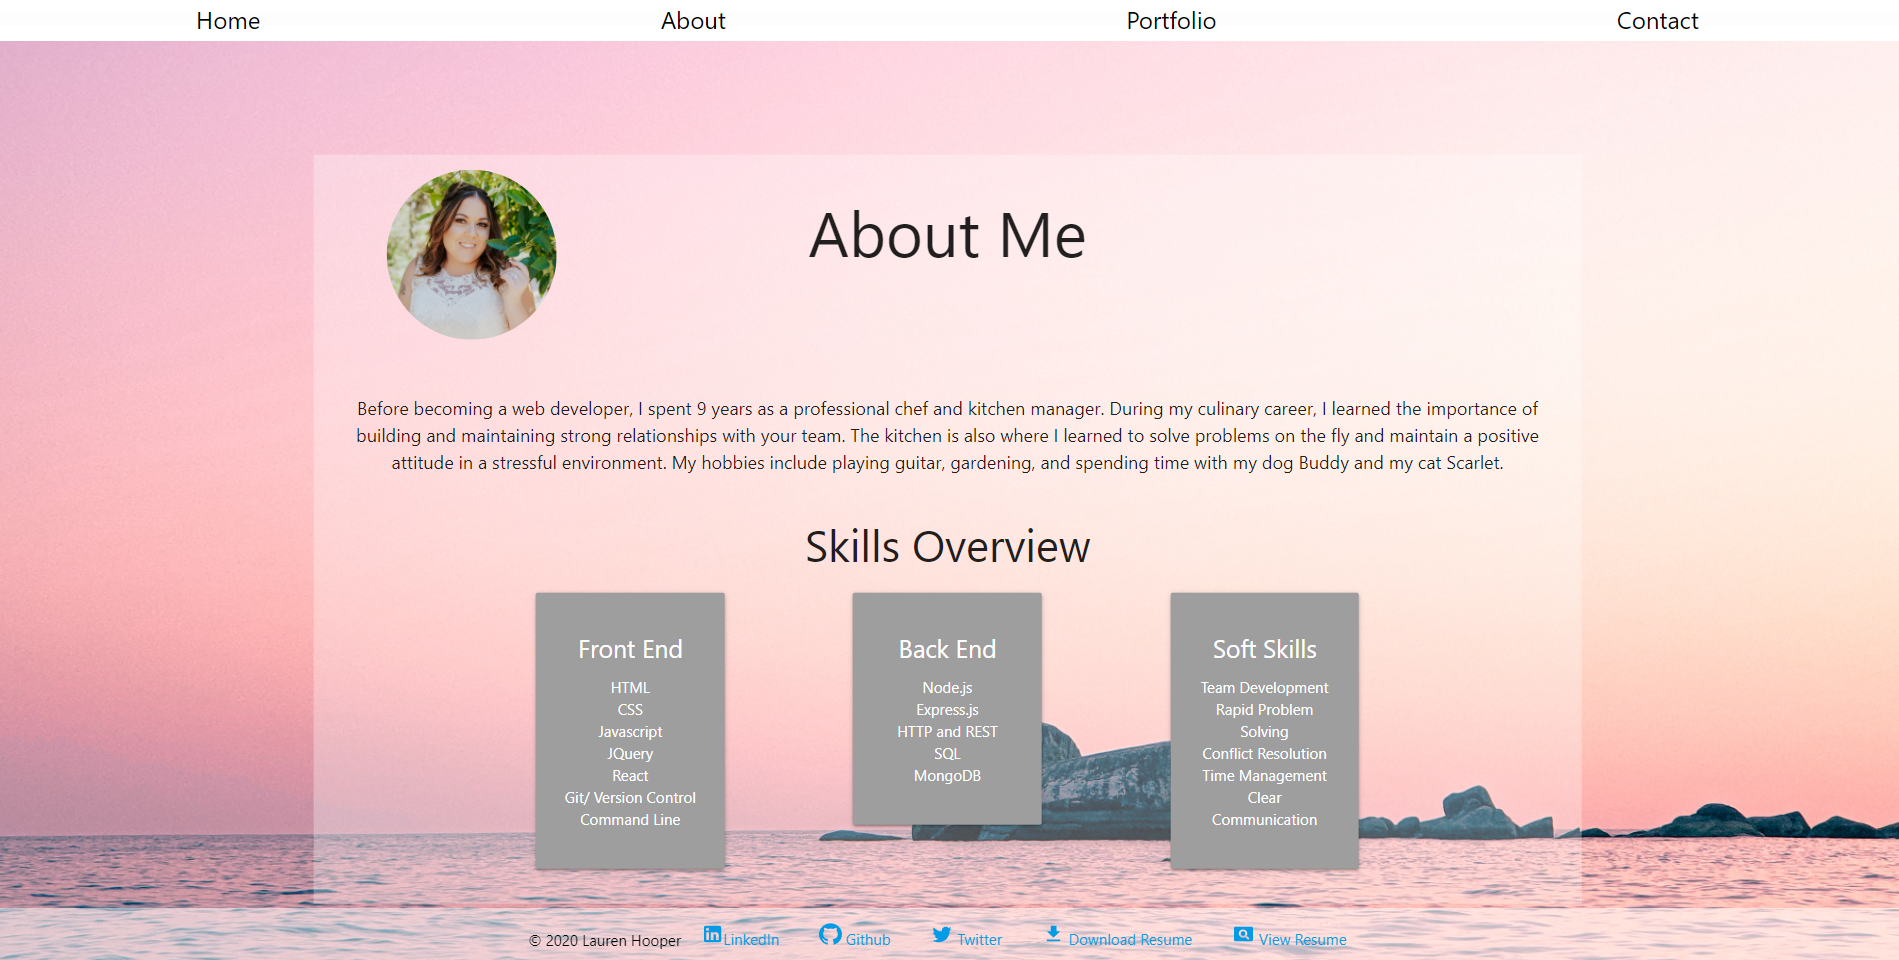 Home
About
Portfolio
Contact
About Me
Before becoming a web developer, I spent 9 years as a professional chef and kitchen manager. During my culinary career, I learned the importance of
building and maintaining strong relationships with your team. The kitchen is also where I learned to solve problems on the fly and maintain a positive
attitude in a stressful environment. My hobbies include playing guitar, gardening, and spending time with my dog Buddy and my cat Scarlet.
Skills Overview
Front End
HTML
CSS
Javascript
JQuery
React
Git/ Version Control
Command Line
Back End
Node.js
Express.js
HTTP and REST
SQL
MongoDB
Soft Skills
Team Development
Rapid Problem
Solving
Conflict Resolution
Time Management
Clear
Communication
© 2020 Lauren Hooper
LinkedIn
Github
Twitter
Download Resume
View Resume